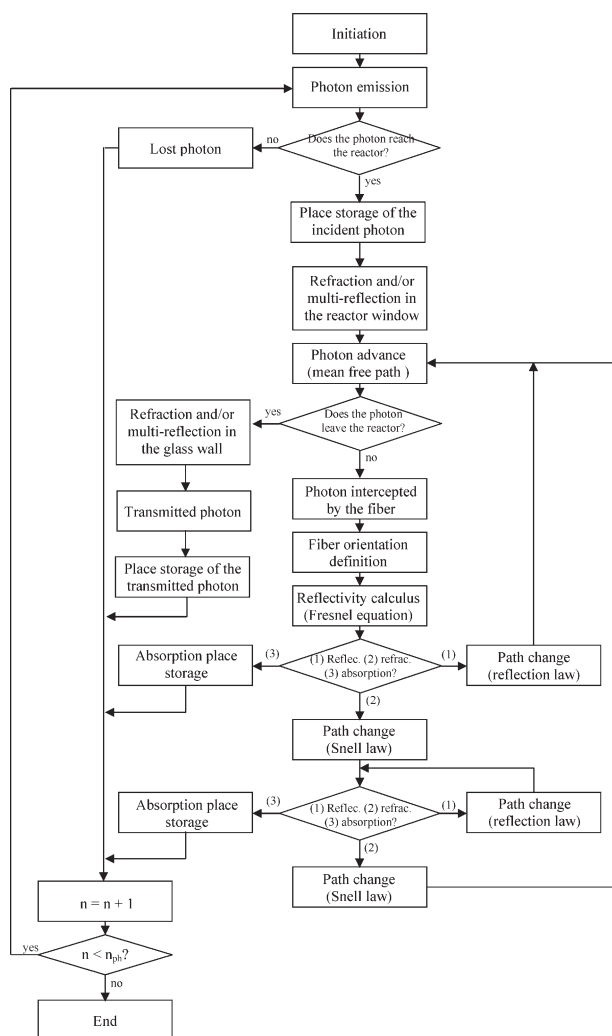 Initiation
Photon emission
Does the photon reach
the reactor?
no
Lost photon
yes
Place storage of the
incident photon
Refraction and/or
multi-reflection in
the reactor window
Photon advance
(mean free path )
Does the photon
leave the reactor?
yes
Refraction and/or
multi-reflection in
the glass wall
no
Transmitted photon
Photon intercepted
by the fiber
Place storage of the
transmitted photon
Fiber orientation
definition
Reflectivity calculus
(Fresnel equation)
Absorption place
storage
(3)
(1) Reflec. (2) refrac.
(3) absorption?
(1)
Path change
(reflection law)
(2)
Path change
(Snell law)
Absorption place
storage
(3)
(1) Reflec. (2) refrac.
(3) absorption?
(1)
Path change
(reflection law)
(2)
Path change
(Snell law)
n = n + 1
yes
n < nph?
no
End